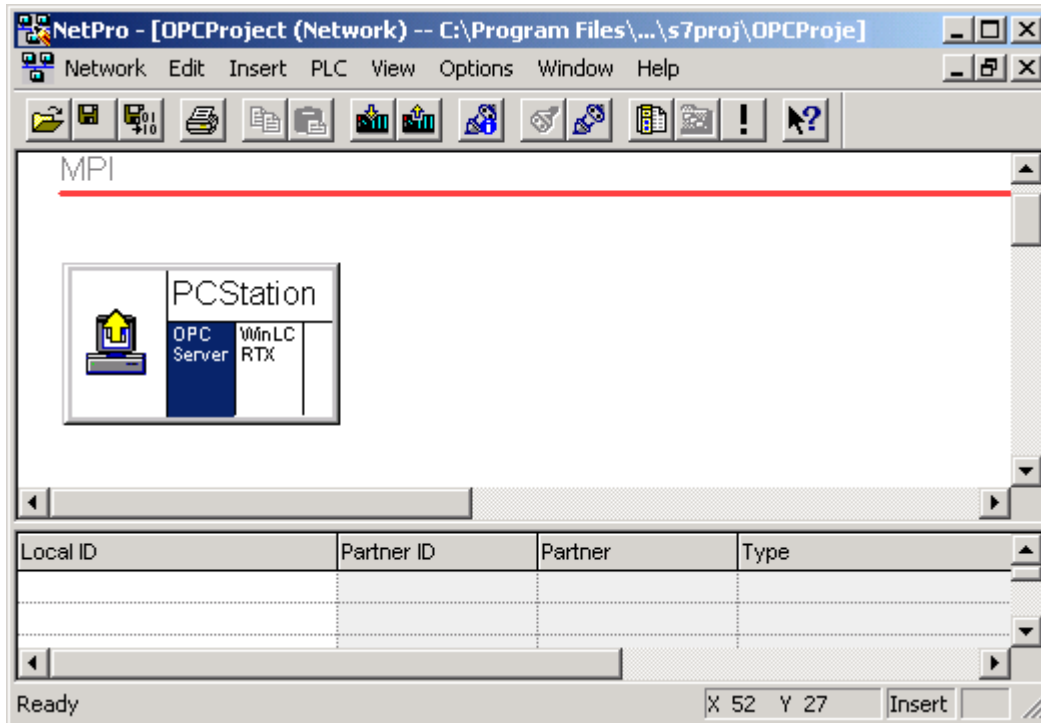 NetPro - [OPCProject (Network) -- C:\Program Files\...\s7proj\OPCProje]
Network Edit Insert PLC View Options Window Help
MPI
PCStation
OPC Server
WinLC RTX
Local ID Partner ID Partner Type
Ready X 52 Y 27 Insert